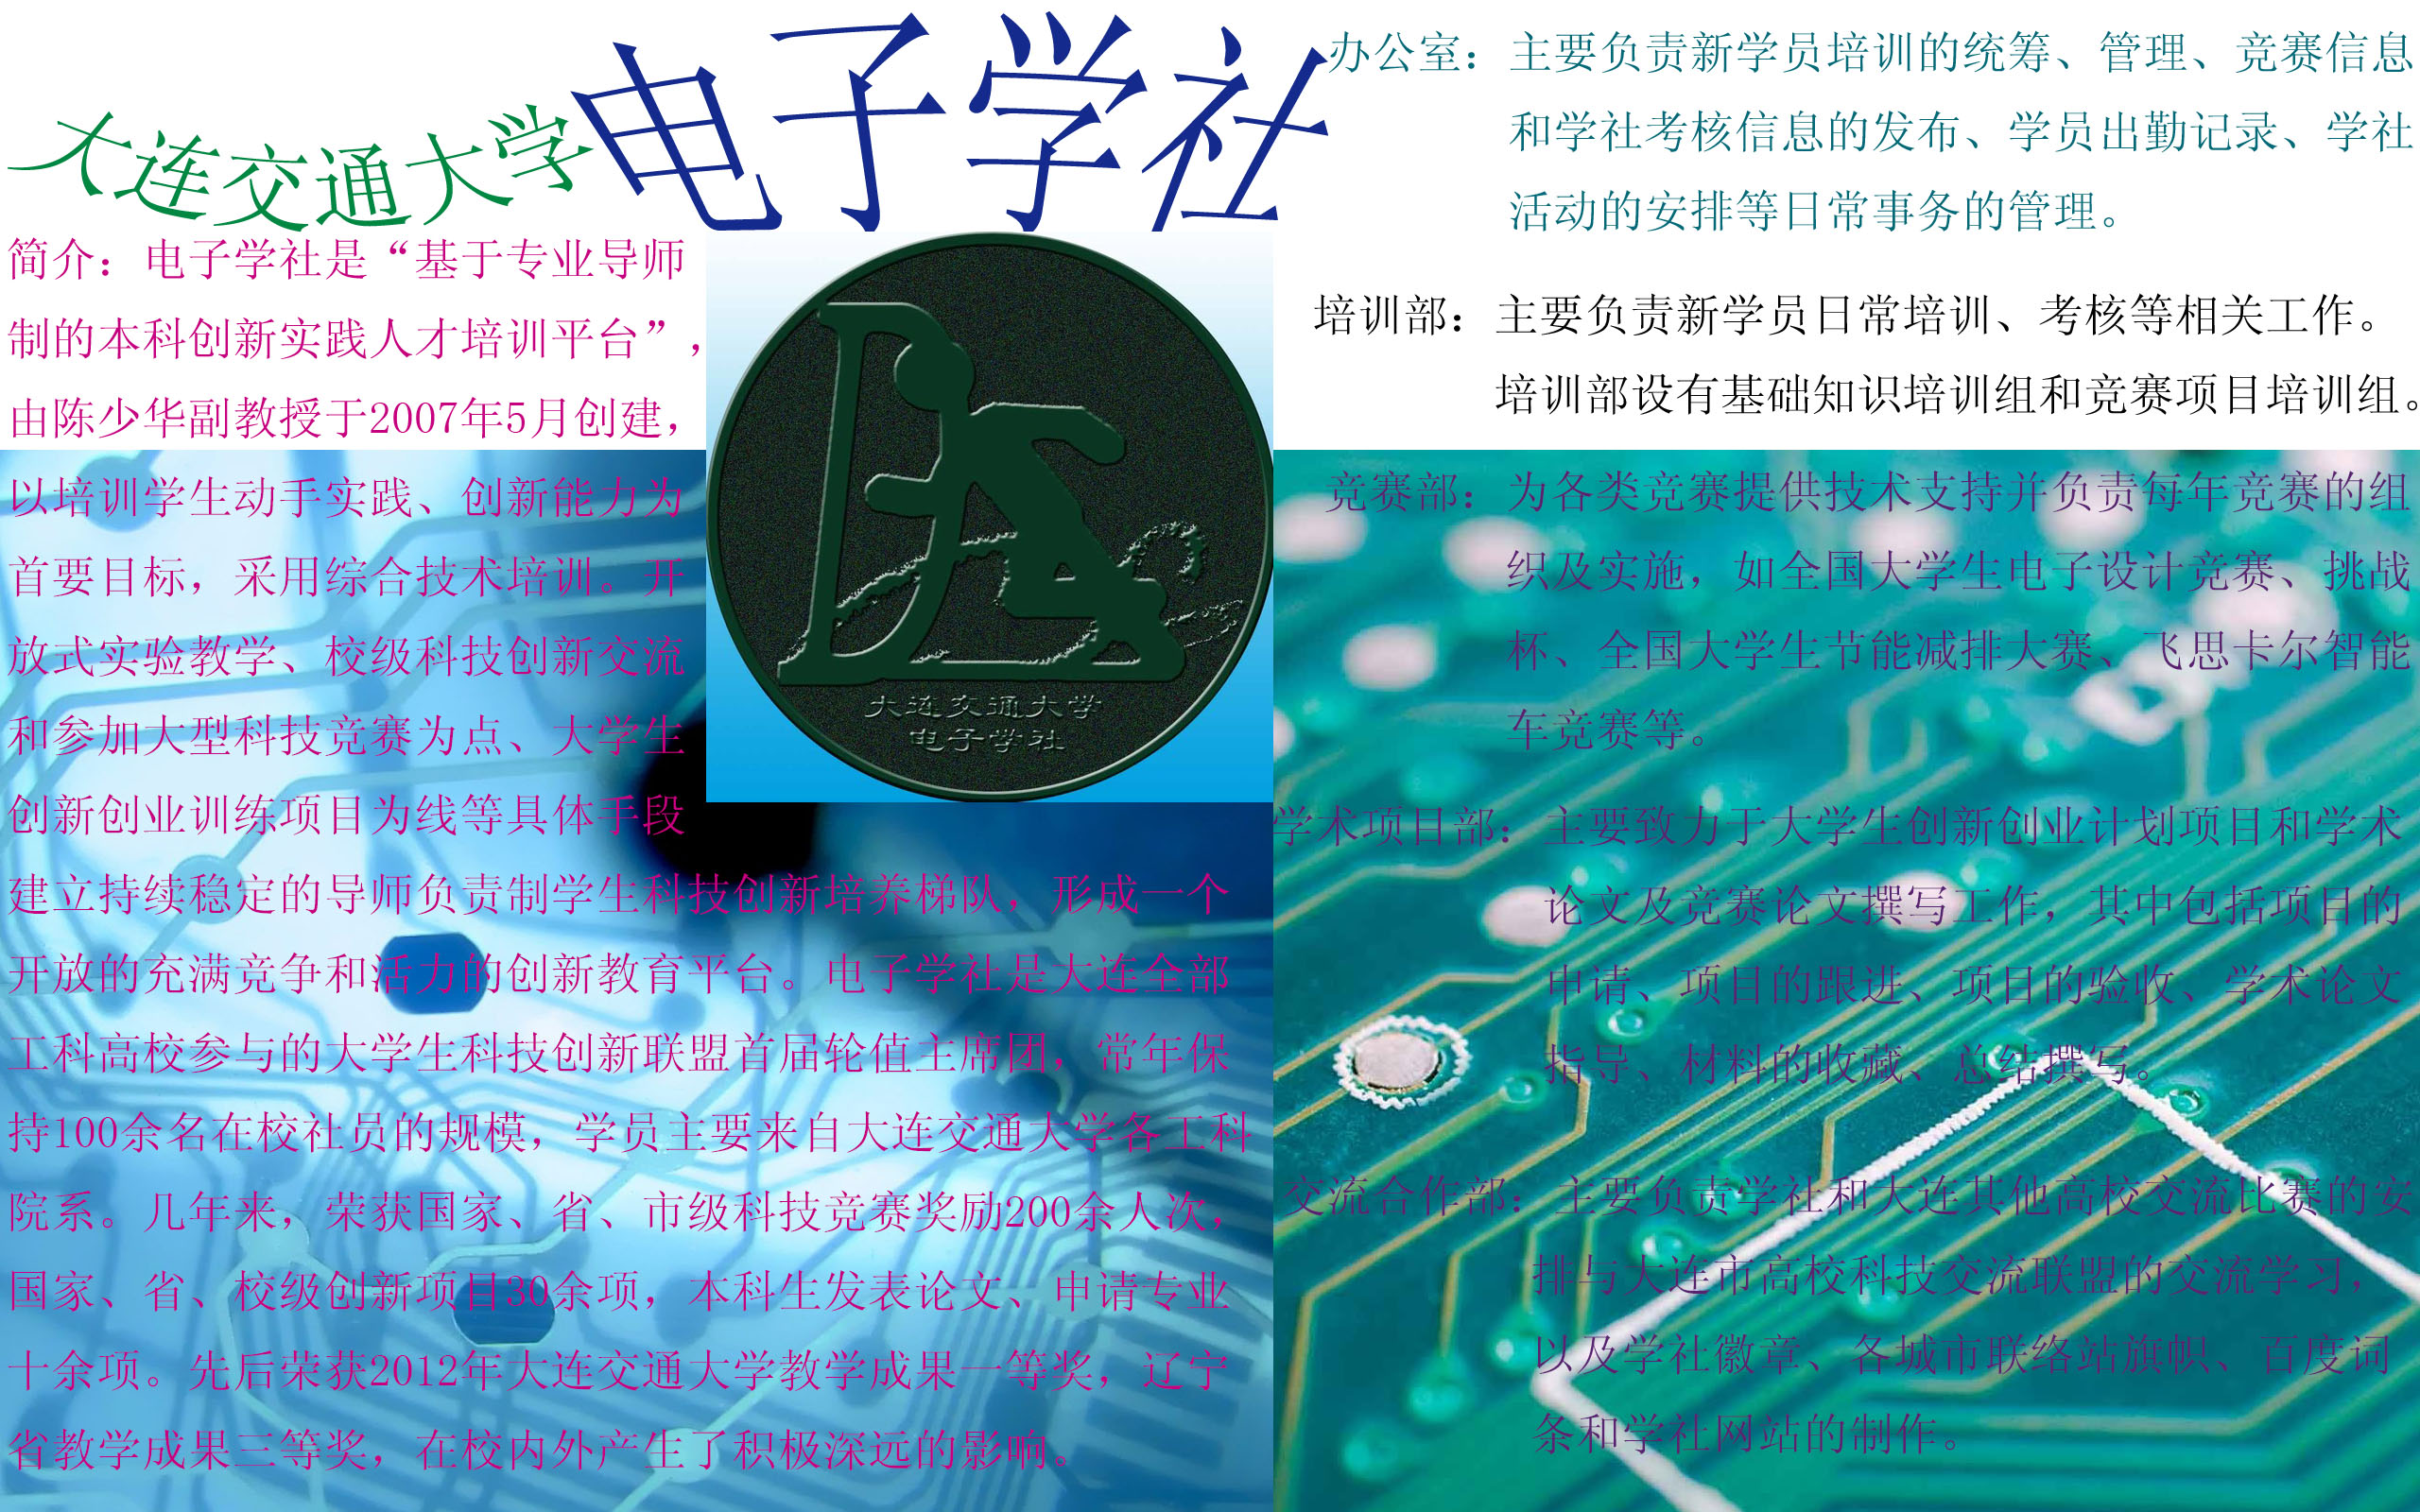 大连交通大学
电子学社
简介：电子学社是“基于专业导师
制的本科创新实践人才培训平台”，
由陈少华副教授于2007年5月创建，
以培训学生动手实践、创新能力为
首要目标，采用综合技术培训。开
放式实验教学、校级科技创新交流
和参加大型科技竞赛为点、大学生
创新创业训练项目为线等具体手段
建立持续稳定的导师负责制学生科技创新培养梯队，形成一个
开放的充满竞争和活力的创新教育平台。电子学社是大连全部
工科高校参与的大学生科技创新联盟首届轮值主席团，常年保
持100余名在校社员的规模，学员主要来自大连交通大学各工科
院系。几年来，荣获国家、省、市级科技竞赛奖励200余人次，
国家、省、校级创新项目30余项，本科生发表论文、申请专业
十余项。先后荣获2012年大连交通大学教学成果一等奖，辽宁
省教学成果三等奖，在校内外产生了积极深远的影响。
大连交通大学
电子学社
办公室：主要负责新学员培训的统筹、管理、竞赛信息
和学社考核信息的发布、学员出勤记录、学社
活动的安排等日常事务的管理。
培训部：主要负责新学员日常培训、考核等相关工作。
培训部设有基础知识培训组和竞赛项目培训组。
竞赛部：为各类竞赛提供技术支持并负责每年竞赛的组
织及实施，如全国大学生电子设计竞赛、挑战
杯、全国大学生节能减排大赛、飞思卡尔智能
车竞赛等。
学术项目部：主要致力于大学生创新创业计划项目和学术
论文及竞赛论文撰写工作，其中包括项目的
申请、项目的跟进、项目的验收、学术论文
指导、材料的收藏、总结撰写。
交流合作部：主要负责学社和大连其他高校交流比赛的安
排与大连市高校科技交流联盟的交流学习，
以及学社徽章、各城市联络站旗帜、百度词
条和学社网站的制作。